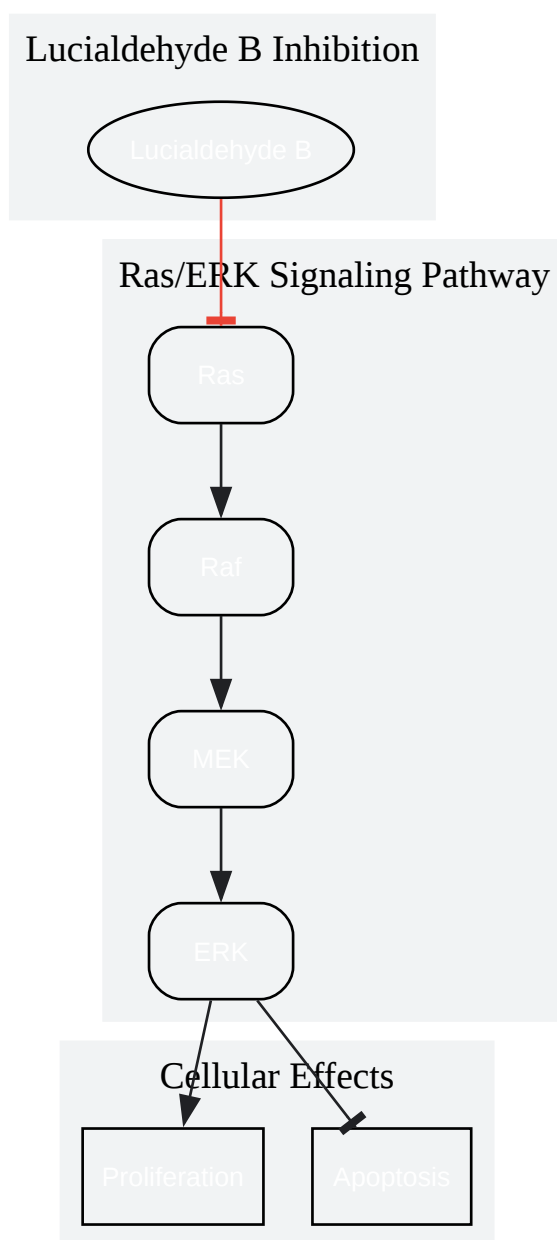 Lucialdehyde B Inhibition
Lucialdehyde B
Ras/ERK Signaling Pathway
Ras
Raf
MEK
ERK
Cellular Effects
Proliferation
Apoptosis